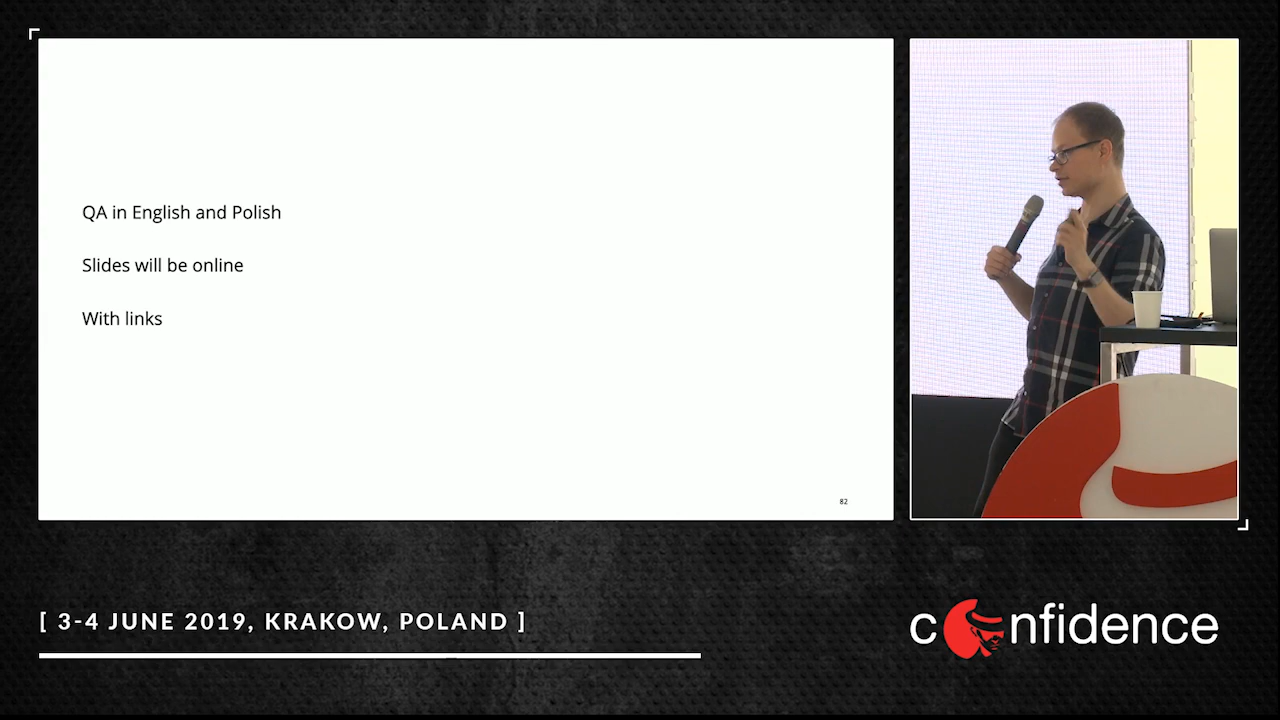 QA in English and Polish
Slides will be online
With links
82
[ 3-4 JUNE 2019, KRAKOW, POLAND ]
confidence